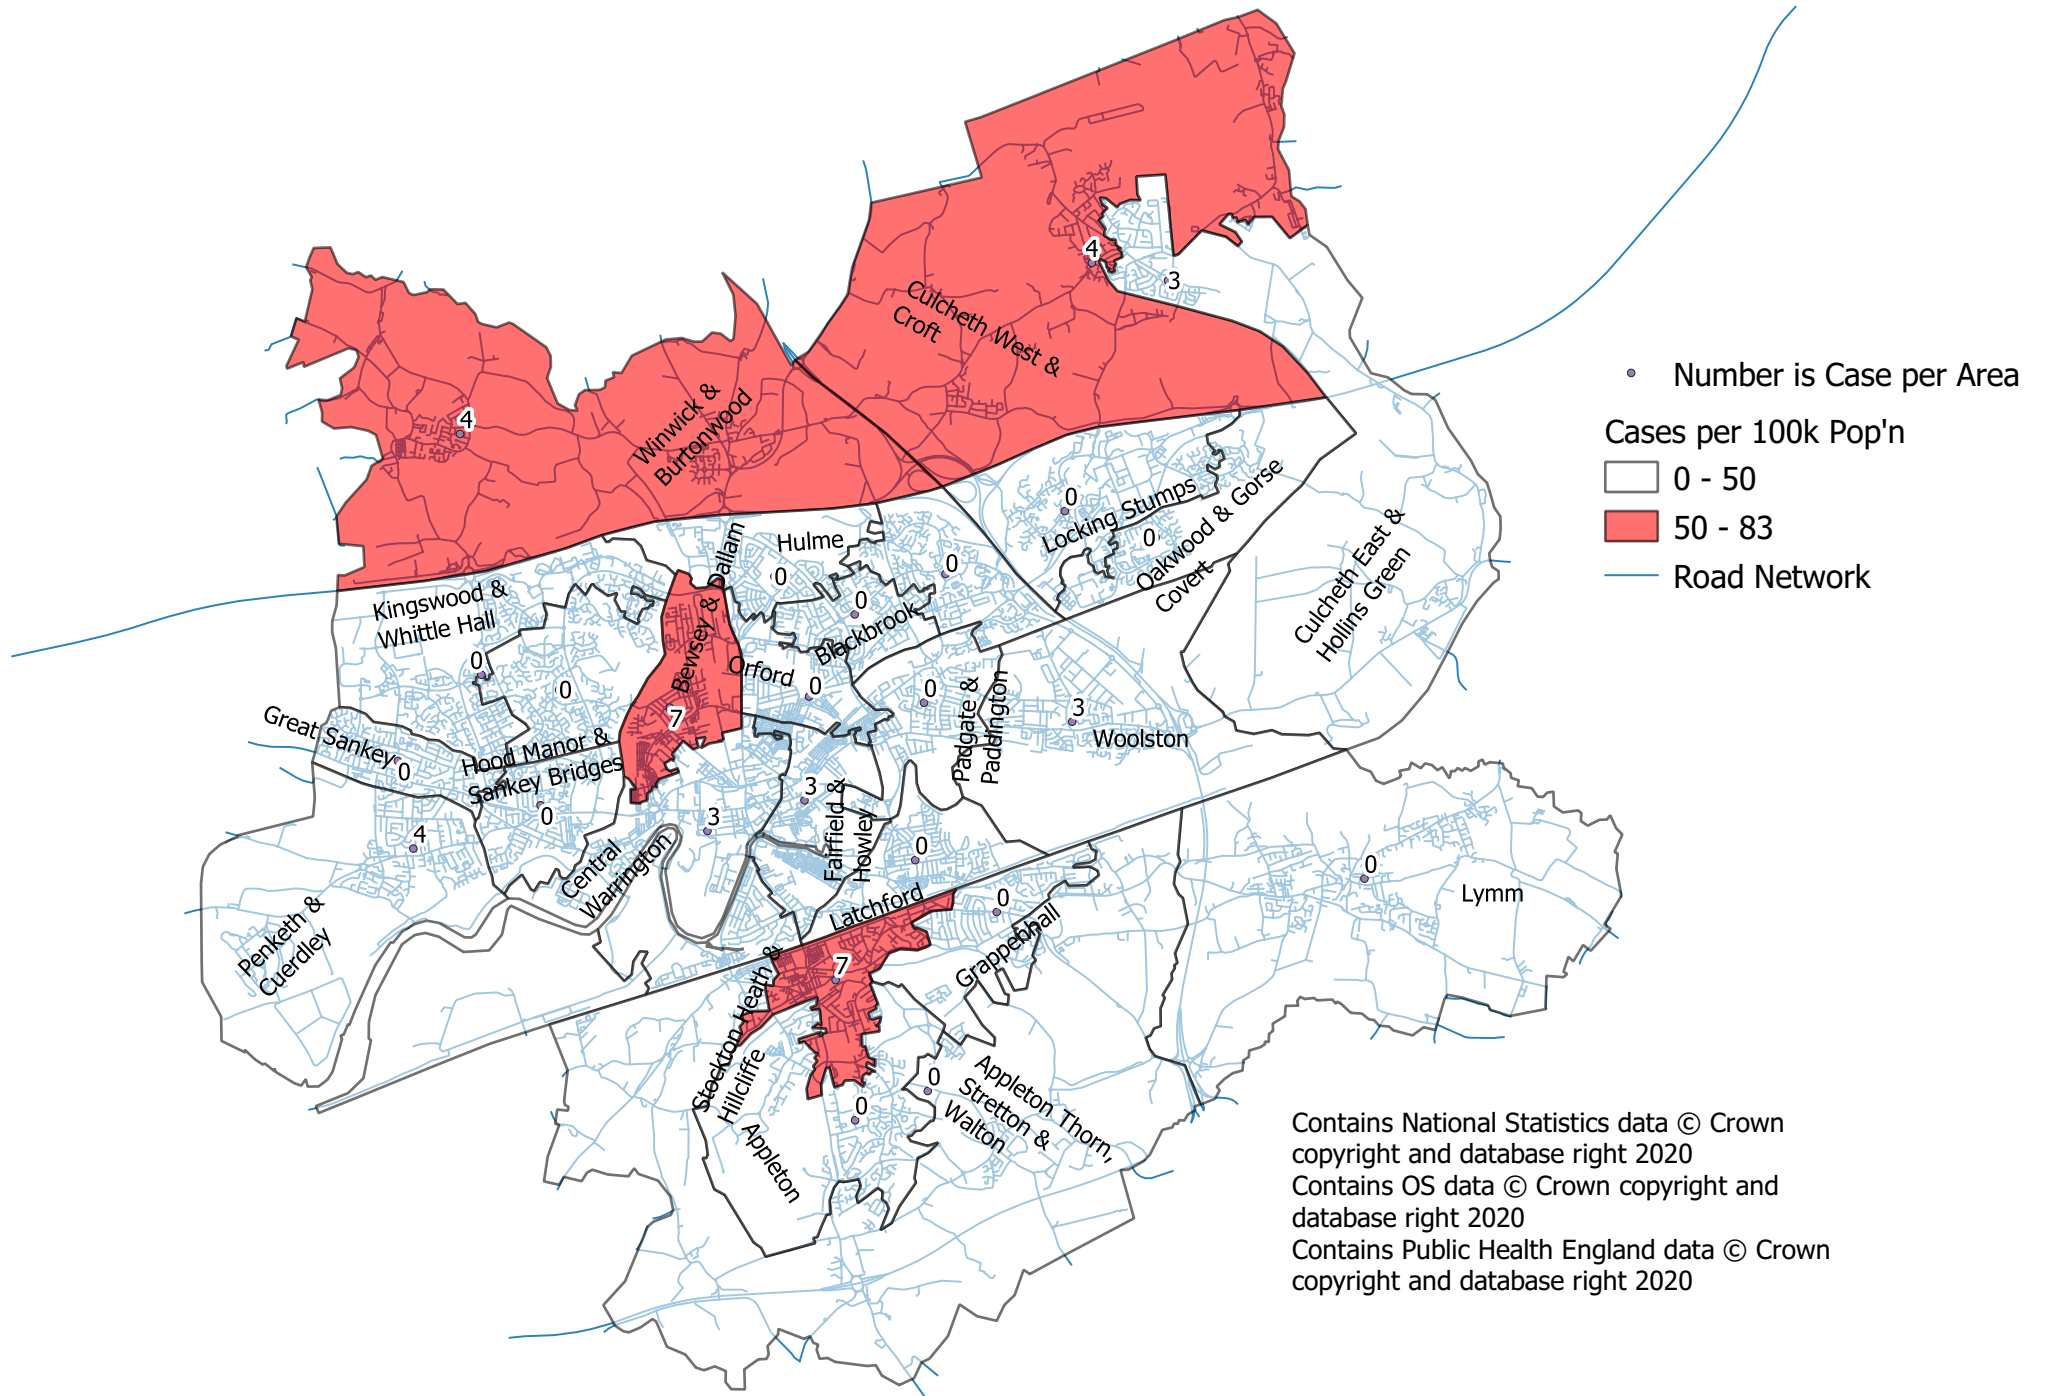 4
3
Culcheth West &
Croft
4
Winwick &
Burtonwood
Number is Case per Area
Cases per 100k Pop'n
0 - 50
50 - 83
Road Network
0
Locking Stumps
0
Oakwood & Gorse
Covert
Culcheth East &
Hollins Green
Hulme
0
0
0
Blackbrook
Bewsey & Dallam
7
Kingswood &
Whittle Hall
0
0
Orford
0
0
Padgate &
Paddington
3
Woolston
Great Sankey
0
Hood Manor &
Sankey Bridges
0
4
3
3
Fairfield &
Howley
0
Central
Warrington
Penketh &
Cuerdley
Latchford
0
0
Lymm
Grappenhall
7
Stockton Heath &
Hillcliffe
0
0
Appleton
Appleton Thorn,
Stretton &
Walton
Contains National Statistics data © Crown
copyright and database right 2020
Contains OS data © Crown copyright and
database right 2020
Contains Public Health England data © Crown
copyright and database right 2020